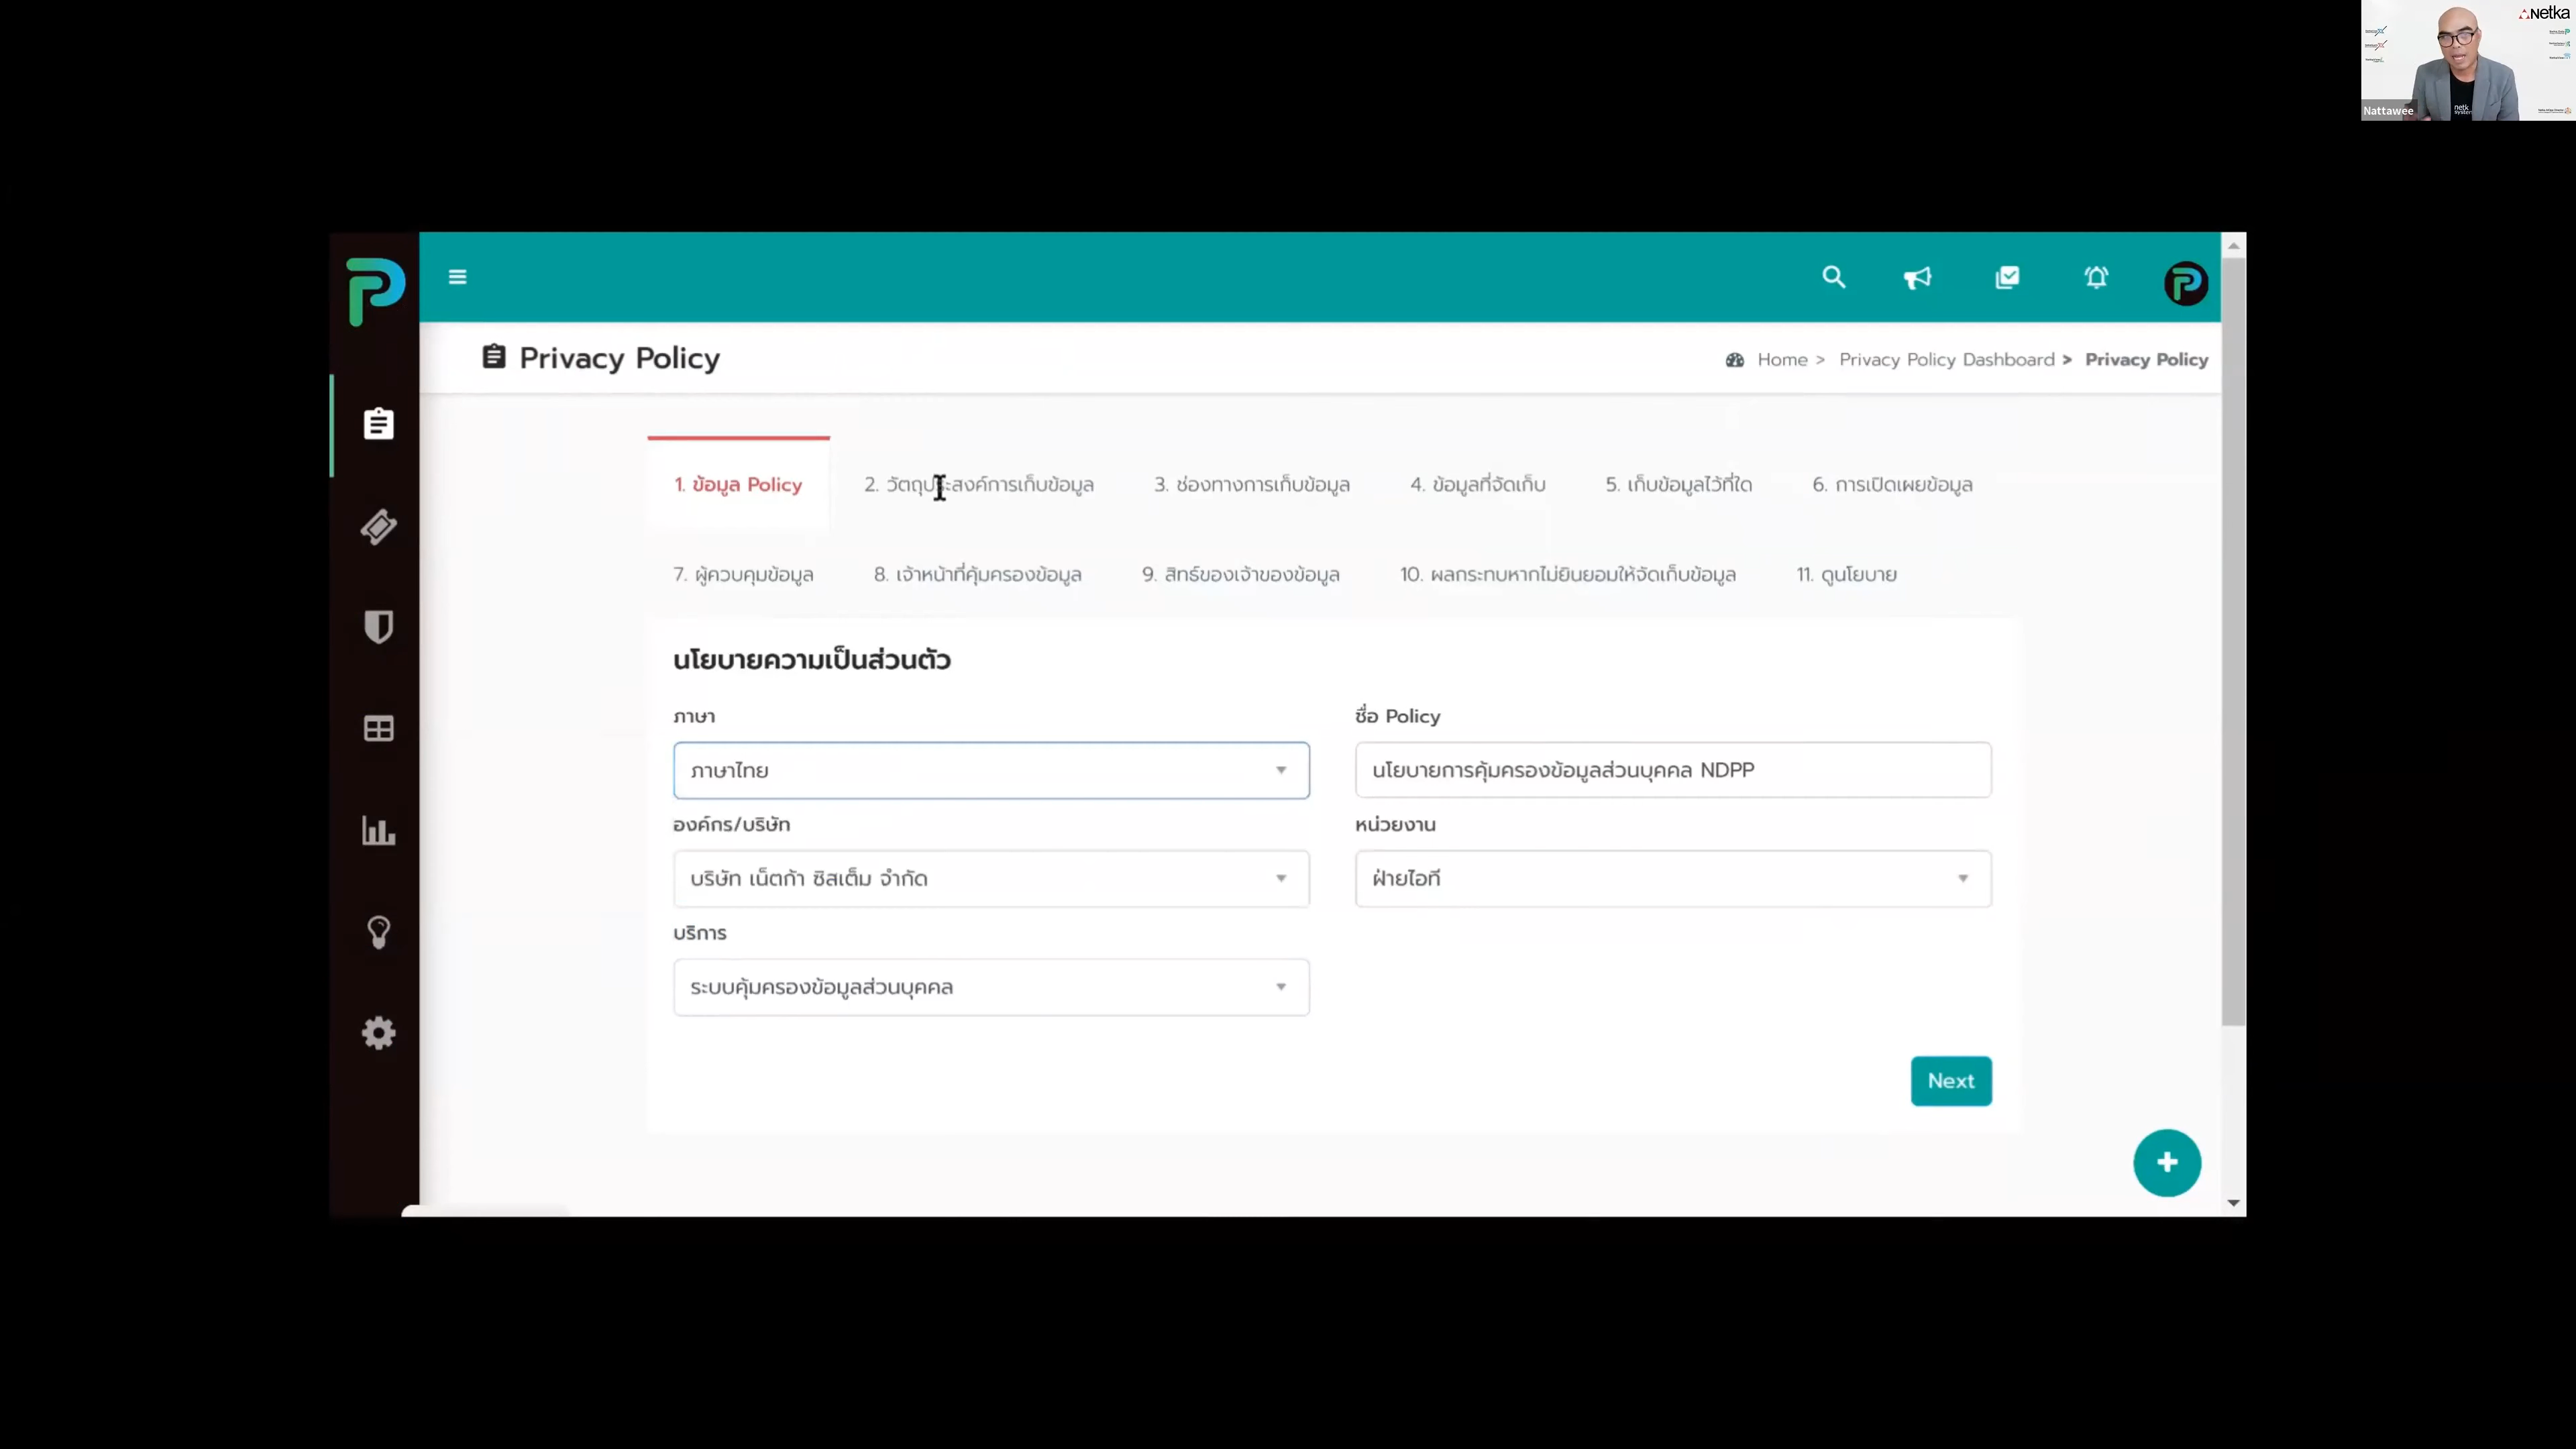 Netka
Nattawee
netk
system
Privacy Policy
Home > Privacy Policy Dashboard > Privacy Policy
1. ข้อมูล Policy
2. วัตถุประสงค์การเก็บข้อมูล
3. ช่องทางการเก็บข้อมูล
4. ข้อมูลที่จัดเก็บ
5. เก็บข้อมูลไว้ที่ใด
6. การเปิดเผยข้อมูล
7. ผู้ควบคุมข้อมูล
8. เจ้าหน้าที่คุ้มครองข้อมูล
9. สิทธ์ของเจ้าของข้อมูล
10. ผลกระทบหากไม่ยินยอมให้จัดเก็บข้อมูล
11. ดูนโยบาย
นโยบายความเป็นส่วนตัว
ภาษา
ชื่อ Policy
ภาษาไทย
นโยบายการคุ้มครองข้อมูลส่วนบุคคล NDPP
องค์กร/บริษัท
หน่วยงาน
บริษัท เน็ตก้า ซิสเต็ม จำกัด
ฝ่ายไอที
บริการ
ระบบคุ้มครองข้อมูลส่วนบุคคล
Next